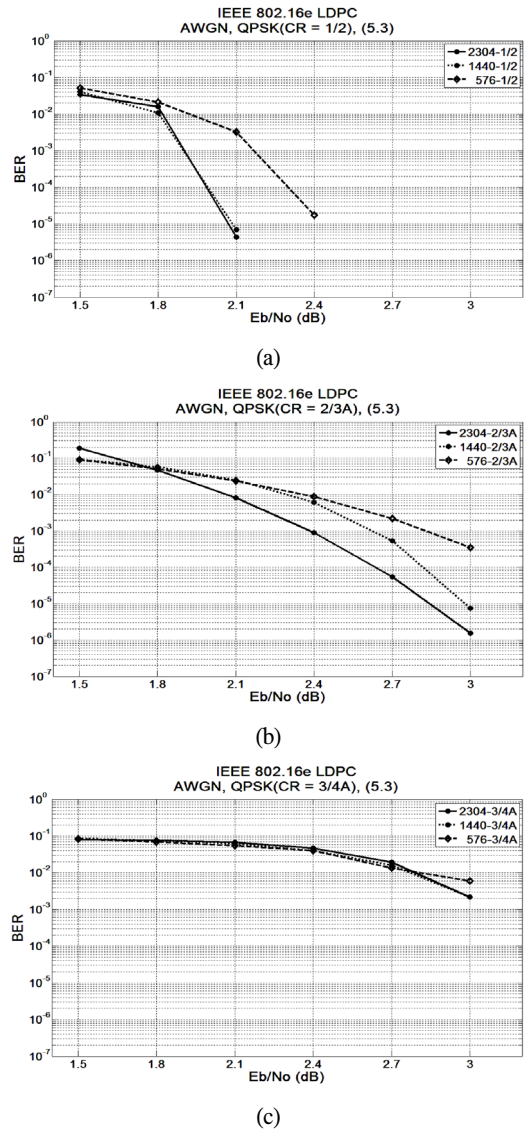 IEEE 802.16e LDPC
AWGN, QPSK(CR = 1/2), (5.3)
2304-1/2
1440-1/2
576-1/2
BER
10^0
10^-1
10^-2
10^-3
10^-4
10^-5
10^-6
10^-7
1.5 1.8 2.1 2.4 2.7 3
Eb/No (dB)
(a)
IEEE 802.16e LDPC
AWGN, QPSK(CR = 2/3A), (5.3)
2304-2/3A
1440-2/3A
576-2/3A
BER
10^0
10^-1
10^-2
10^-3
10^-4
10^-5
10^-6
10^-7
1.5 1.8 2.1 2.4 2.7 3
Eb/No (dB)
(b)
IEEE 802.16e LDPC
AWGN, QPSK(CR = 3/4A), (5.3)
2304-3/4A
1440-3/4A
576-3/4A
BER
10^0
10^-1
10^-2
10^-3
10^-4
10^-5
10^-6
10^-7
1.5 1.8 2.1 2.4 2.7 3
Eb/No (dB)
(c)